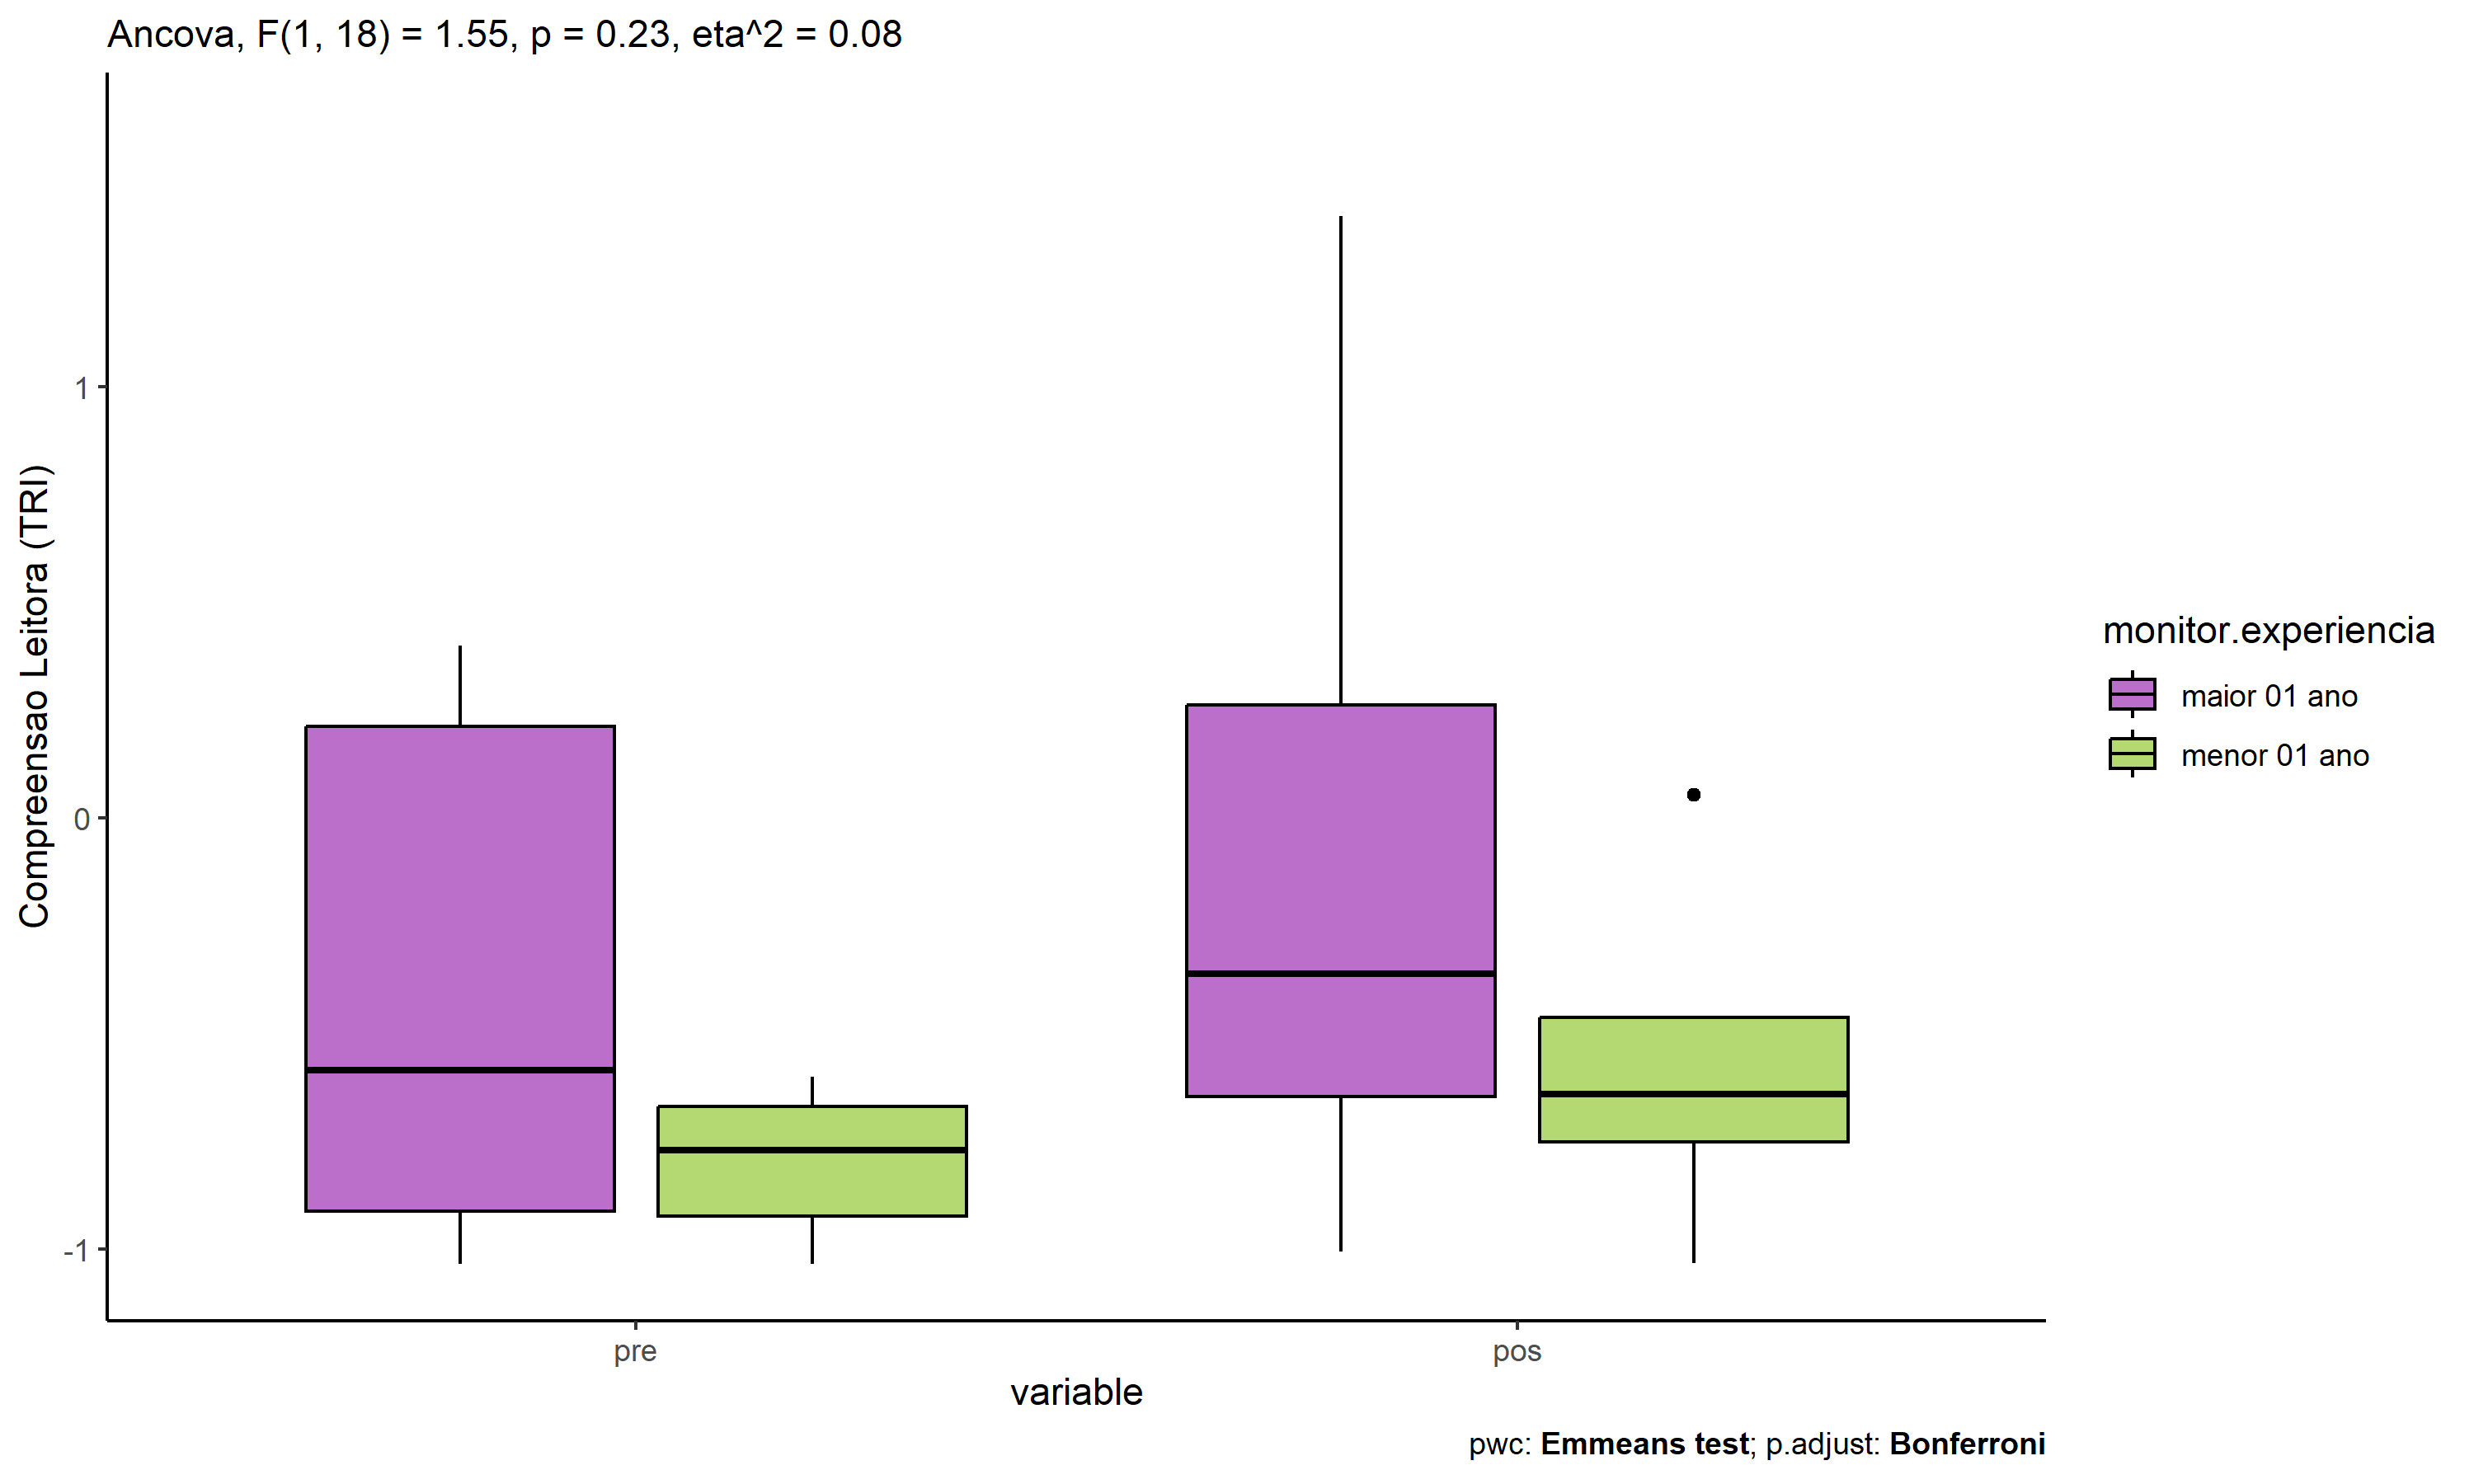 Ancova, F(1, 18) = 1.55, p = 0.23, eta^2 = 0.08
Compreensao Leitora (TRI)
1
0
-1
pre
pos
variable
monitor.experiencia
maior 01 ano
menor 01 ano
pwc: Emmeans test; p.adjust: Bonferroni